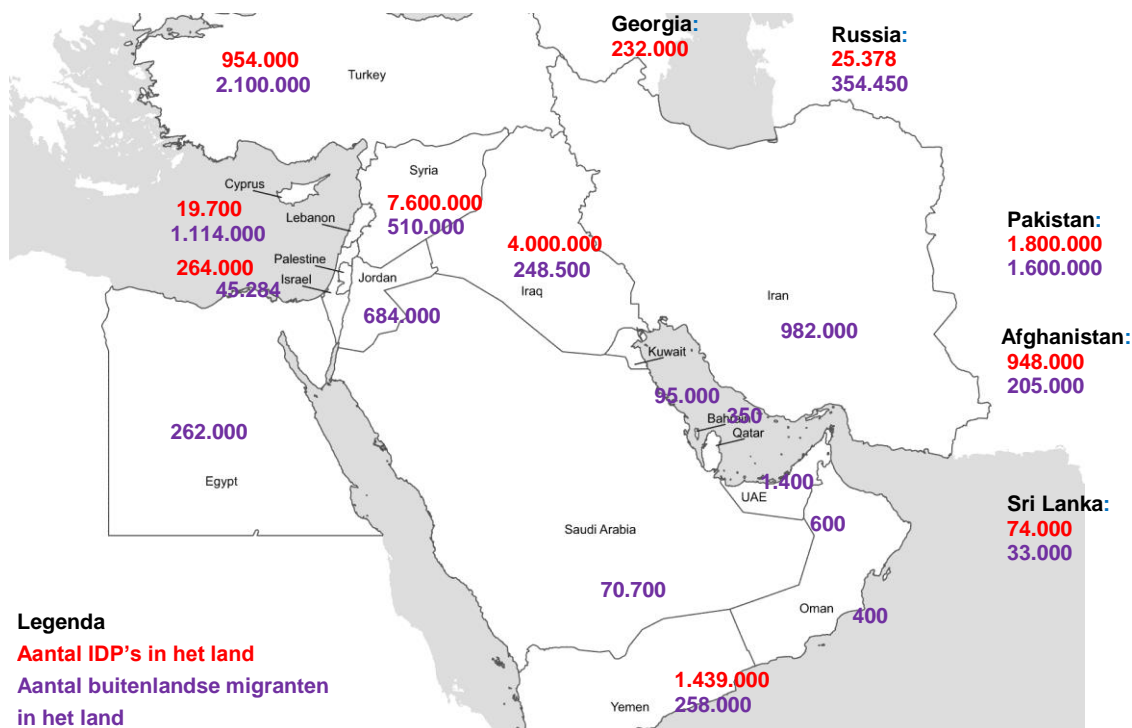 Georgia:
232.000
Russia:
25.378
354.450
954.000
2.100.000
Turkey
Syria
7.600.000
510.000
Cyprus
19.700
1.114.000
Lebanon
264.000
45.284
Palestine
Israel
Jordan
684.000
4.000.000
248.500
Iraq
Iran
982.000
Pakistan:
1.800.000
1.600.000
Afghanistan:
948.000
205.000
Kuwait
95.000
350
Bahrain
Qatar
1.400
UAE
600
262.000
Egypt
Saudi Arabia
70.700
Sri Lanka:
74.000
33.000
Oman
400
1.439.000
258.000
Yemen
Legenda
Aantal IDP's in het land
Aantal buitenlandse migranten
in het land